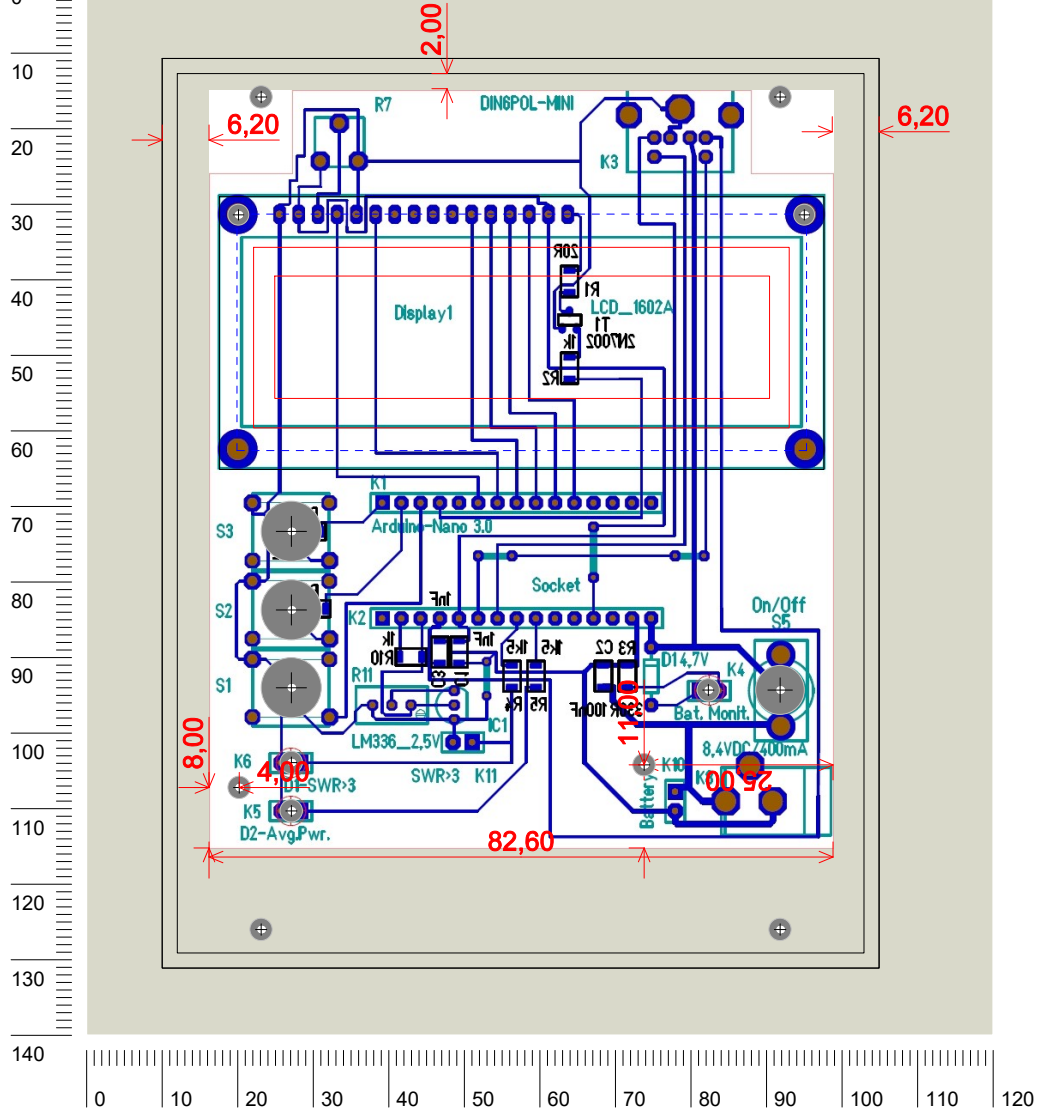 0
2,00
10
R7
DIN6POL-MINI
6,20
6,20
20
K3
30
20R
R1
40
LCD_1602A
Display1
T1
2N7002
1k
50
R2
60
K1
70
Arduino-Nano 3.0
S3
Socket
80
1nF
On/Off
S2
K2
S5
1k
1nF
1k5
1k5
R3
C2
R10
D1
4,7V
K4
90
R11
C3
S1
R4
R5
100nF
330R
11,00
Bat. Monit.
IC1
100
8,00
LM336_2,5V
8,4VDC/400mA
K6
SWR>3
K11
K10
4,00
D1-SWR>3
25,00
K5
Battery
110
D2-Avg.Pwr.
82,60
120
130
140
0
10
20
30
40
50
60
70
80
90
100
110
120